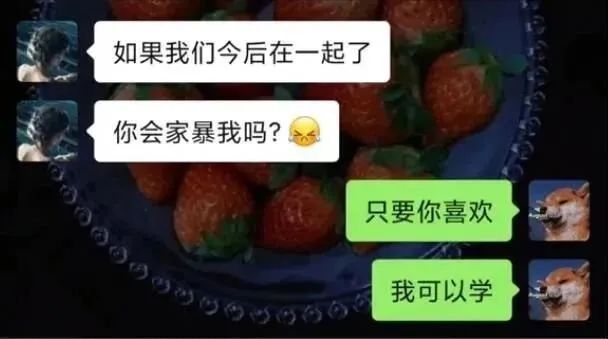 如果我们今后在一起了
你会家暴我吗?😣
只要你喜欢
我可以学